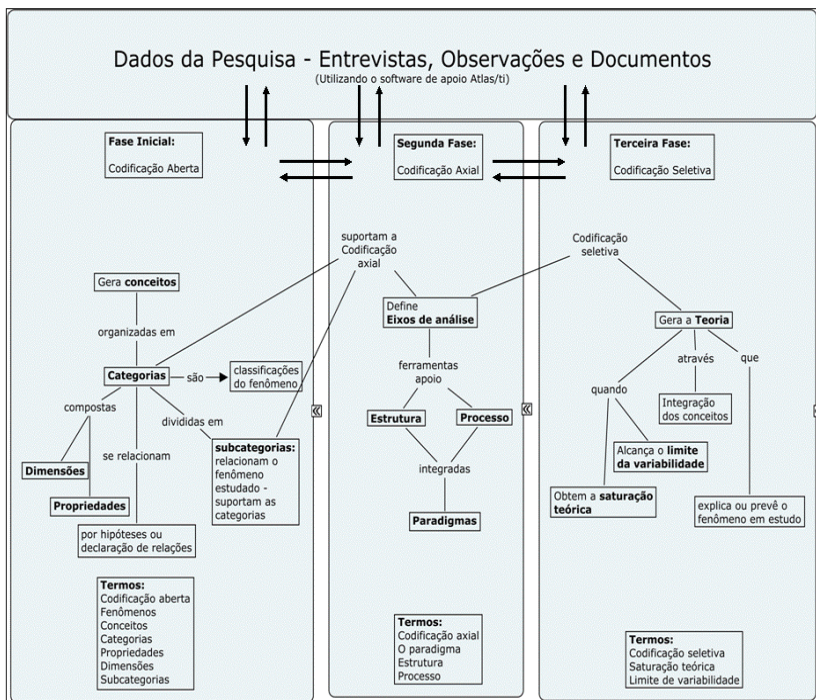 Dados da Pesquisa - Entrevistas, Observações e Documentos
(Utilizando o software de apoio Atlas/ti)
Fase Inicial:
Codificação Aberta
Segunda Fase:
Codificação Axial
Terceira Fase:
Codificação Seletiva
Gera conceitos
organizadas em
Categorias
são
classificações
do fenômeno
compostas
Dimensões
Propriedades
se relacionam
por hipóteses ou
declaração de relações
divididas em
subcategorias:
relacionam o
fenômeno
estudado -
suportam as
categorias
Termos:
Codificação aberta
Fenômenos
Conceitos
Categorias
Propriedades
Dimensões
Subcategorias
suportam a
Codificação
axial
Define
Eixos de análise
ferramentas
apoio
Estrutura
Processo
integradas
Paradigmas
Termos:
Codificação axial
O paradigma
Estrutura
Processo
Codificação
seletiva
Gera a Teoria
quando
através
que
Integração
dos conceitos
Alcança o limite
da variabilidade
Obtem a saturação
teórica
explica ou prevê o
fenômeno em estudo
Termos:
Codificação seletiva
Saturação teórica
Limite de variabilidade